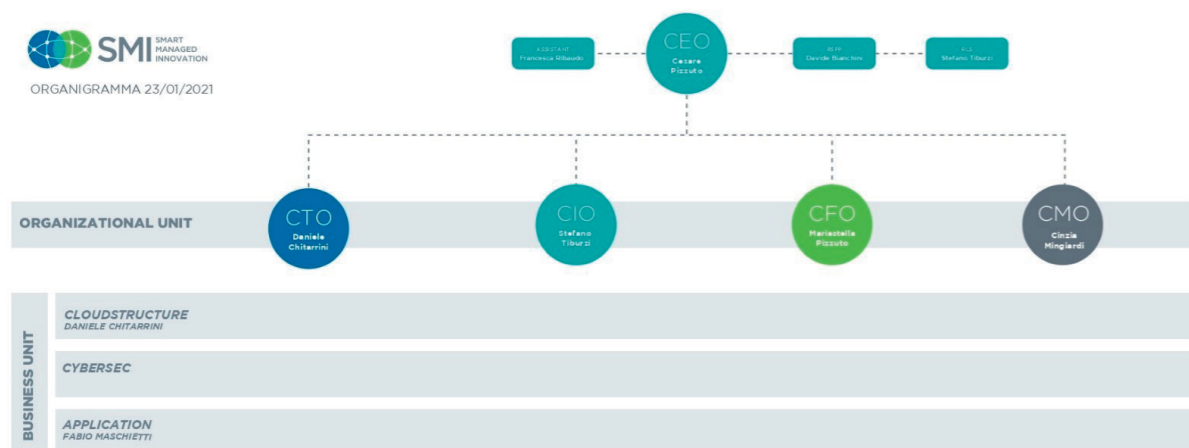 SMI
SMART
MANAGED
INNOVATION
ORGANIGRAMMA 23/01/2021
ASSISTANT
Francesca Ribaudo
CEO
Cesare
Pizzuto
RSPP
Davide Bianchini
Stefano Tiburzi
ORGANIZATIONAL UNIT
CTO
Daniele
Chitarrini
CIO
Stefano
Tiburzi
CFO
Mariastella
Pizzuto
CMO
Cinzia
Mingiardi
BUSINESS UNIT
CLOUDSTRUCTURE
DANIELE CHITARRINI
CYBERSEC
APPLICATION
FABIO MASCHIETTI